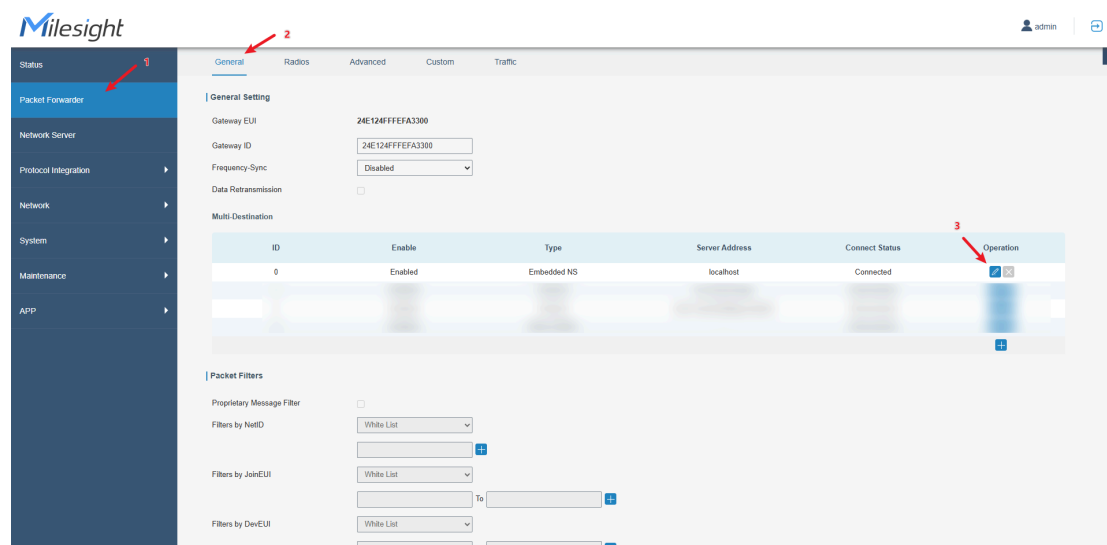 Milesight
admin
2
1
Status
General Radios Advanced Custom Traffic
Packet Forwarder
General Setting
Gateway EUI 24E124FFFEFA3300
Network Server
Gateway ID 24E124FFFEFA3300
Protocol Integration
Frequency-Sync Disabled
Data Retransmission
Network
Multi-Destination
3
System
ID Enable Type Server Address Connect Status Operation
Maintenance
0 Enabled Embedded NS localhost Connected
APP
Packet Filters
Proprietary Message Filter
Filters by NetID White List
Filters by JoinEUI White List
To
Filters by DevEUI White List